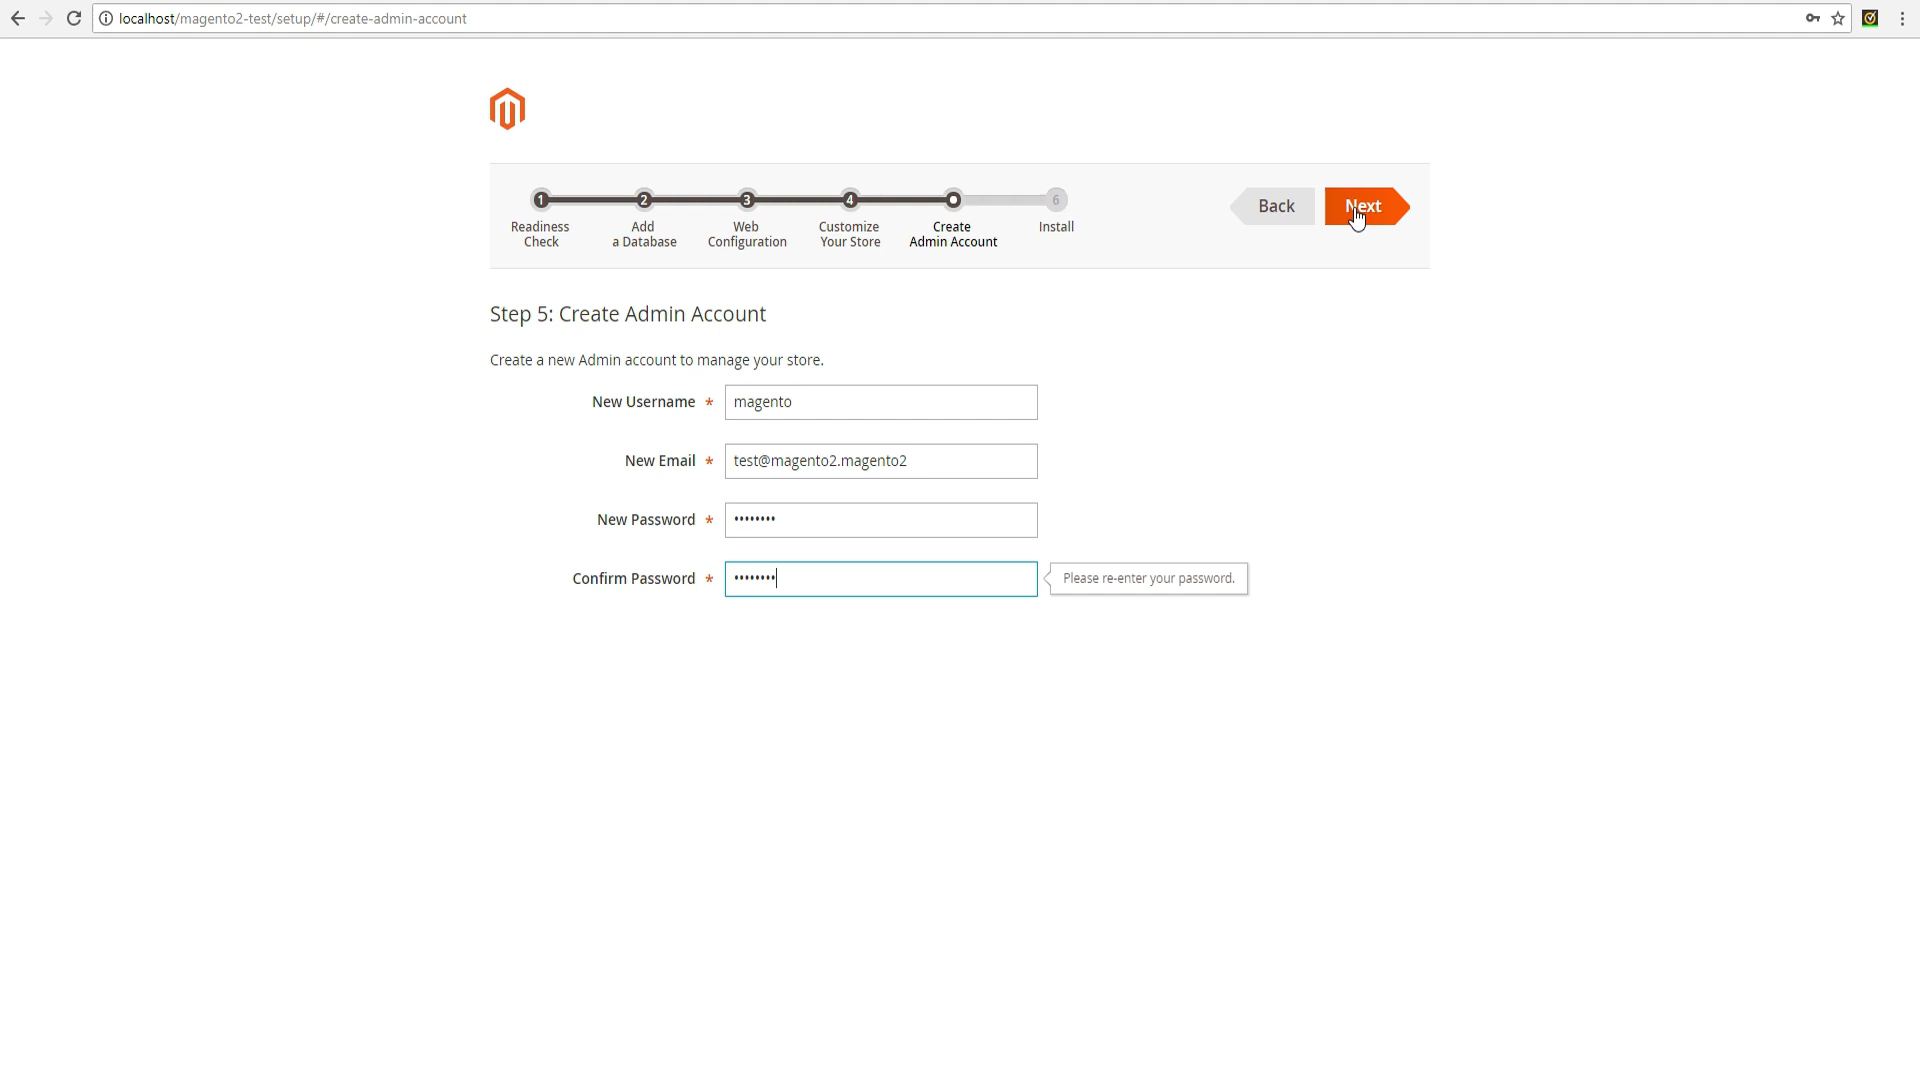 localhost/magento2-test/setup/#/create-admin-account
1 2 3 4 6
Readiness Check
Add a Database
Web Configuration
Customize Your Store
Create Admin Account
Install
Back
Next
Step 5: Create Admin Account
Create a new Admin account to manage your store.
New Username * magento
New Email * test@magento2.magento2
New Password * ••••••••
Confirm Password * ••••••••
Please re-enter your password.